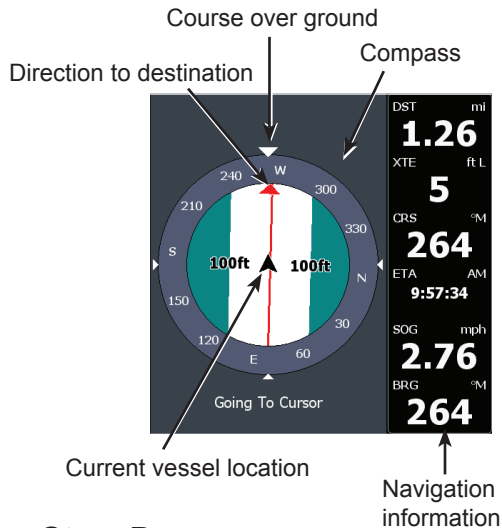 Course over ground
Compass
Direction to destination
DST mi
1.26
XTE ft L
5
CRS °M
264
ETA AM
9:57:34
SOG mph
2.76
BRG °M
264
240 W 300
210 330
S N
150 30
120 E 60
100ft 100ft
Going To Cursor
Current vessel location
Navigation
information